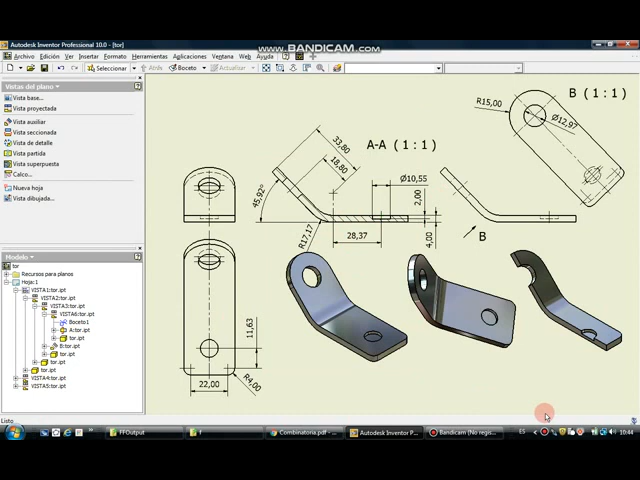 Autodesk Inventor Professional 10.0 - [tor]
www.BANDICAM.com
Archivo Edición Ver Insertar Formato Herramientas Aplicaciones Ventana Web Ayuda
Seleccionar Boceto Actualizar
Vistas del plano
Vista base...
Vista proyectada
Vista auxiliar
Vista seccionada
Vista de detalle
Vista partida
Vista superpuesta
Calco...
Nueva hoja
Vista dibujada...
Modelo
tor
Recursos para planos
Hoja:1
VISTA1:tor.ipt
VISTA2:tor.ipt
VISTA3:tor.ipt
VISTA6:tor.ipt
Boceto1
A:tor.ipt
tor.ipt
B:tor.ipt
tor.ipt
tor.ipt
tor.ipt
VISTA4:tor.ipt
VISTA5:tor.ipt
B (1:1)
R15,00
Ø12,97
33,80
18,80
A-A (1:1)
45,92°
Ø10,55
2,00
R17,17
28,37
4,00
B
11,63
22,00
R4,00
Listo
FFOutput
f
Combinatoria.pdf - ...
Autodesk Inventor P...
Bandicam (No regis...
ES
10:44